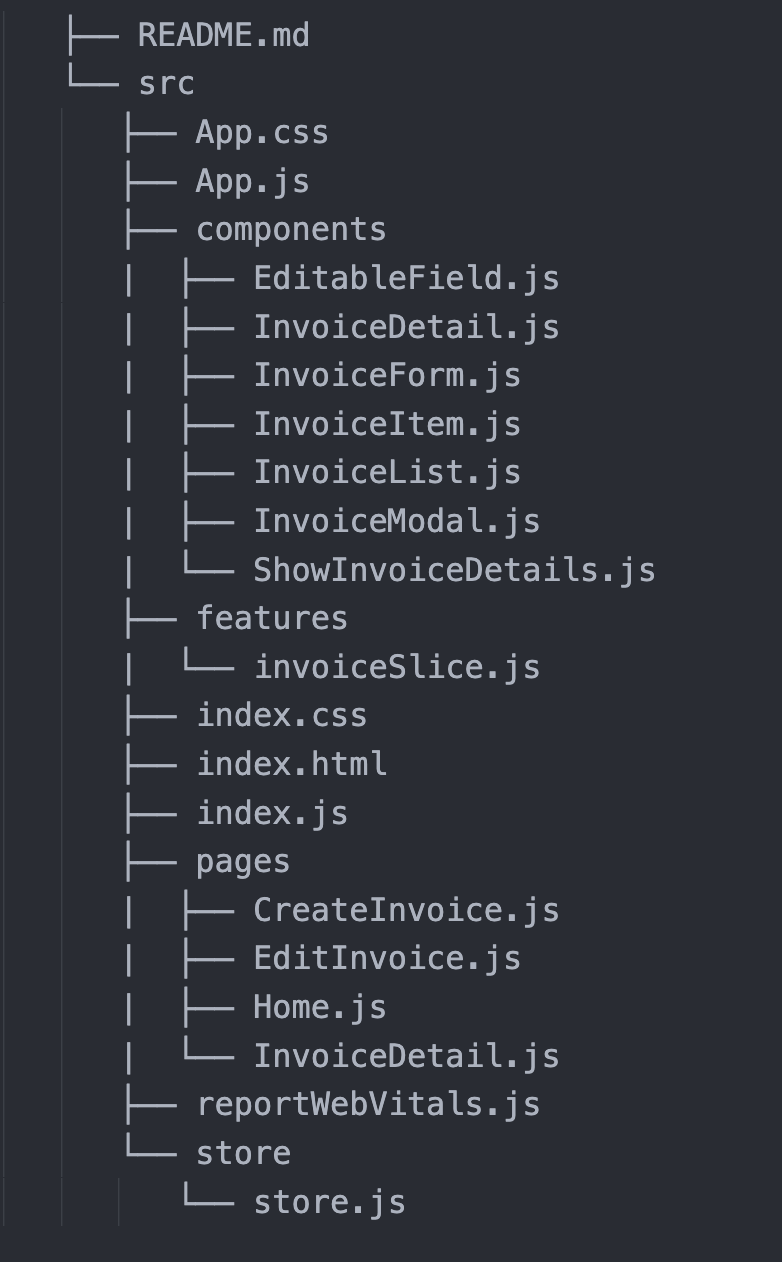 ├── README.md
└── src
    ├── App.css
    ├── App.js
    ├── components
    |   ├── EditableField.js
    |   ├── InvoiceDetail.js
    |   ├── InvoiceForm.js
    |   ├── InvoiceItem.js
    |   ├── InvoiceList.js
    |   ├── InvoiceModal.js
    |   └── ShowInvoiceDetails.js
    ├── features
    |   └── invoiceSlice.js
    ├── index.css
    ├── index.html
    ├── index.js
    ├── pages
    |   ├── CreateInvoice.js
    |   ├── EditInvoice.js
    |   ├── Home.js
    |   └── InvoiceDetail.js
    ├── reportWebVitals.js
    └── store
        └── store.js